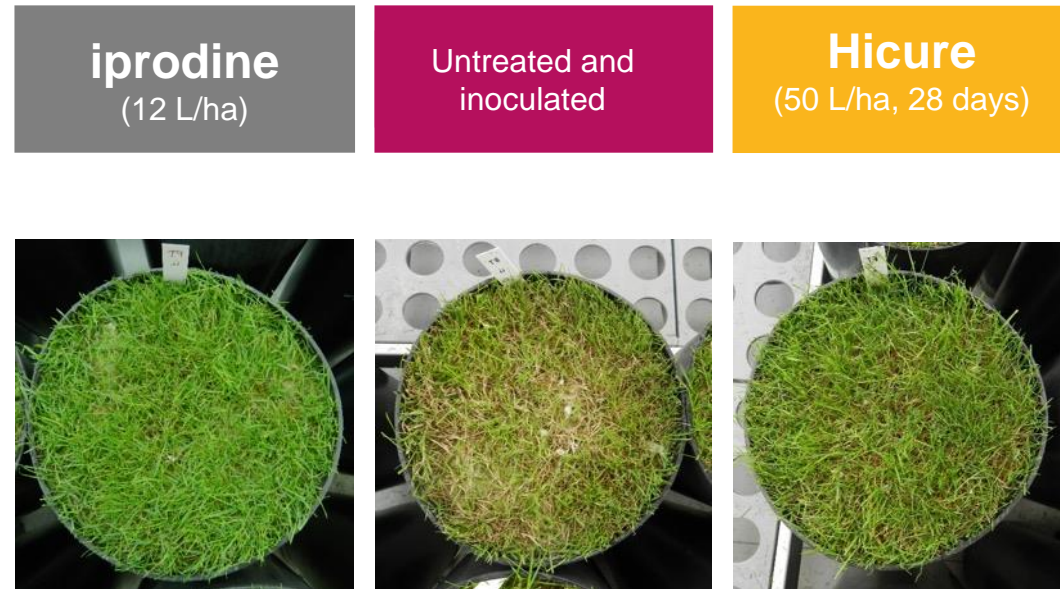 iprodine
(12 L/ha)
Untreated and
inoculated
Hicure
(50 L/ha, 28 days)